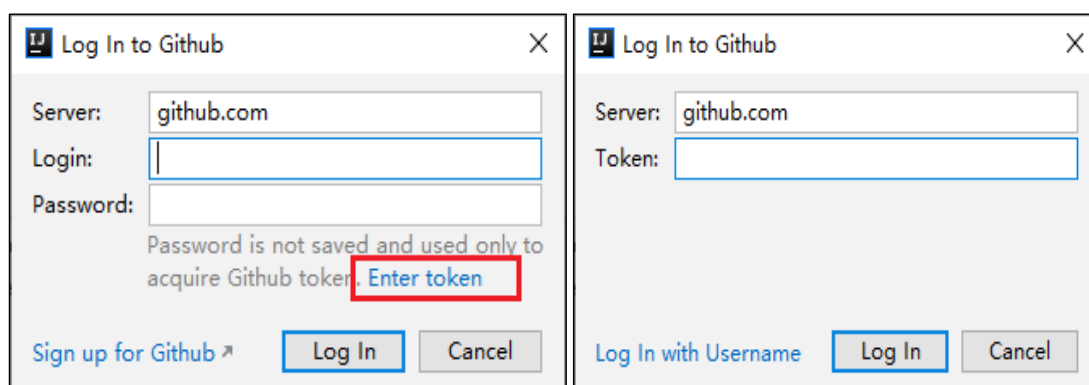 Log In to Github
Server: github.com
Login:
Password:
Password is not saved and used only to
acquire Github token. Enter token
Sign up for Github
Log In
Cancel
Log In to Github
Server: github.com
Token:
Log In with Username
Log In
Cancel